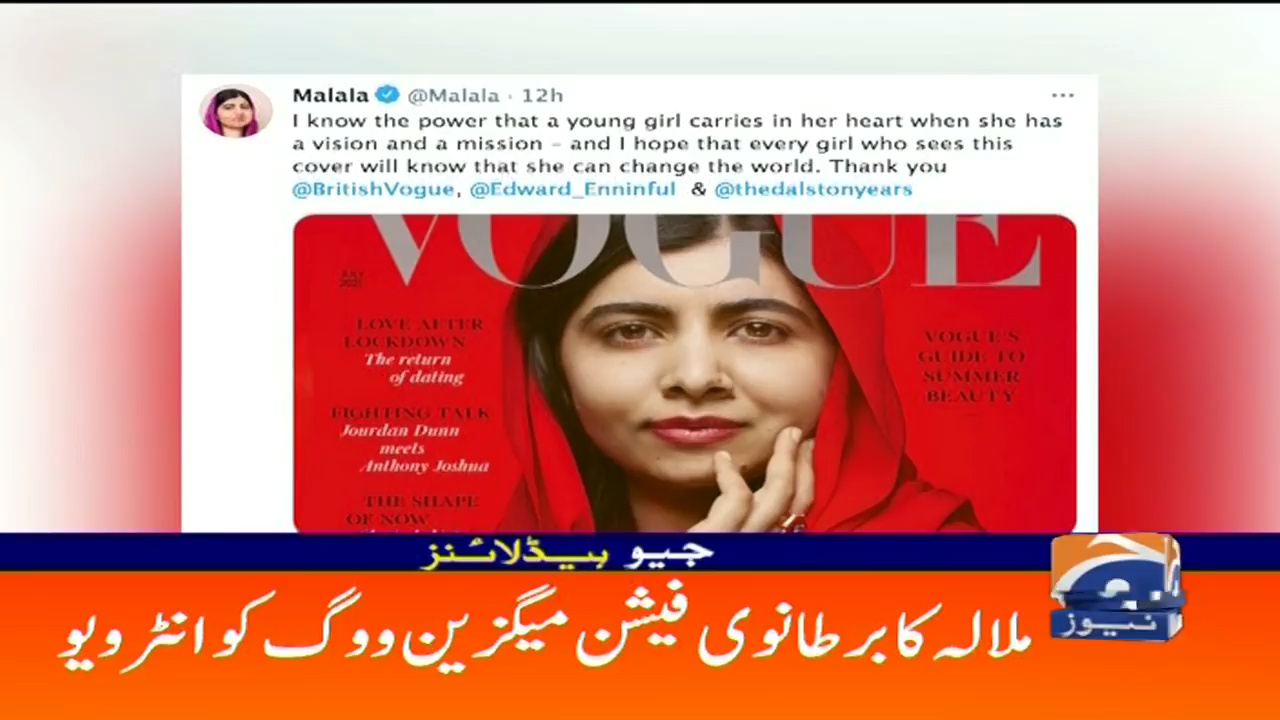 Malala @Malala · 12h
I know the power that a young girl carries in her heart when she has
a vision and a mission – and I hope that every girl who sees this
cover will know that she can change the world. Thank you
@BritishVogue, @Edward_Enninful & @thedalstonyears
VOGUE
JULY
2021
LOVE AFTER
LOCKDOWN
The return
of dating
FIGHTING TALK
Jourdan Dunn
meets
Anthony Joshua
THE SHAPE
OF NOW
VOGUE'S
GUIDE TO
SUMMER
BEAUTY
جیو ہیڈلائنز
نیوز
ملالہ کا برطانوی فیشن میگزین ووگ کو انٹرویو